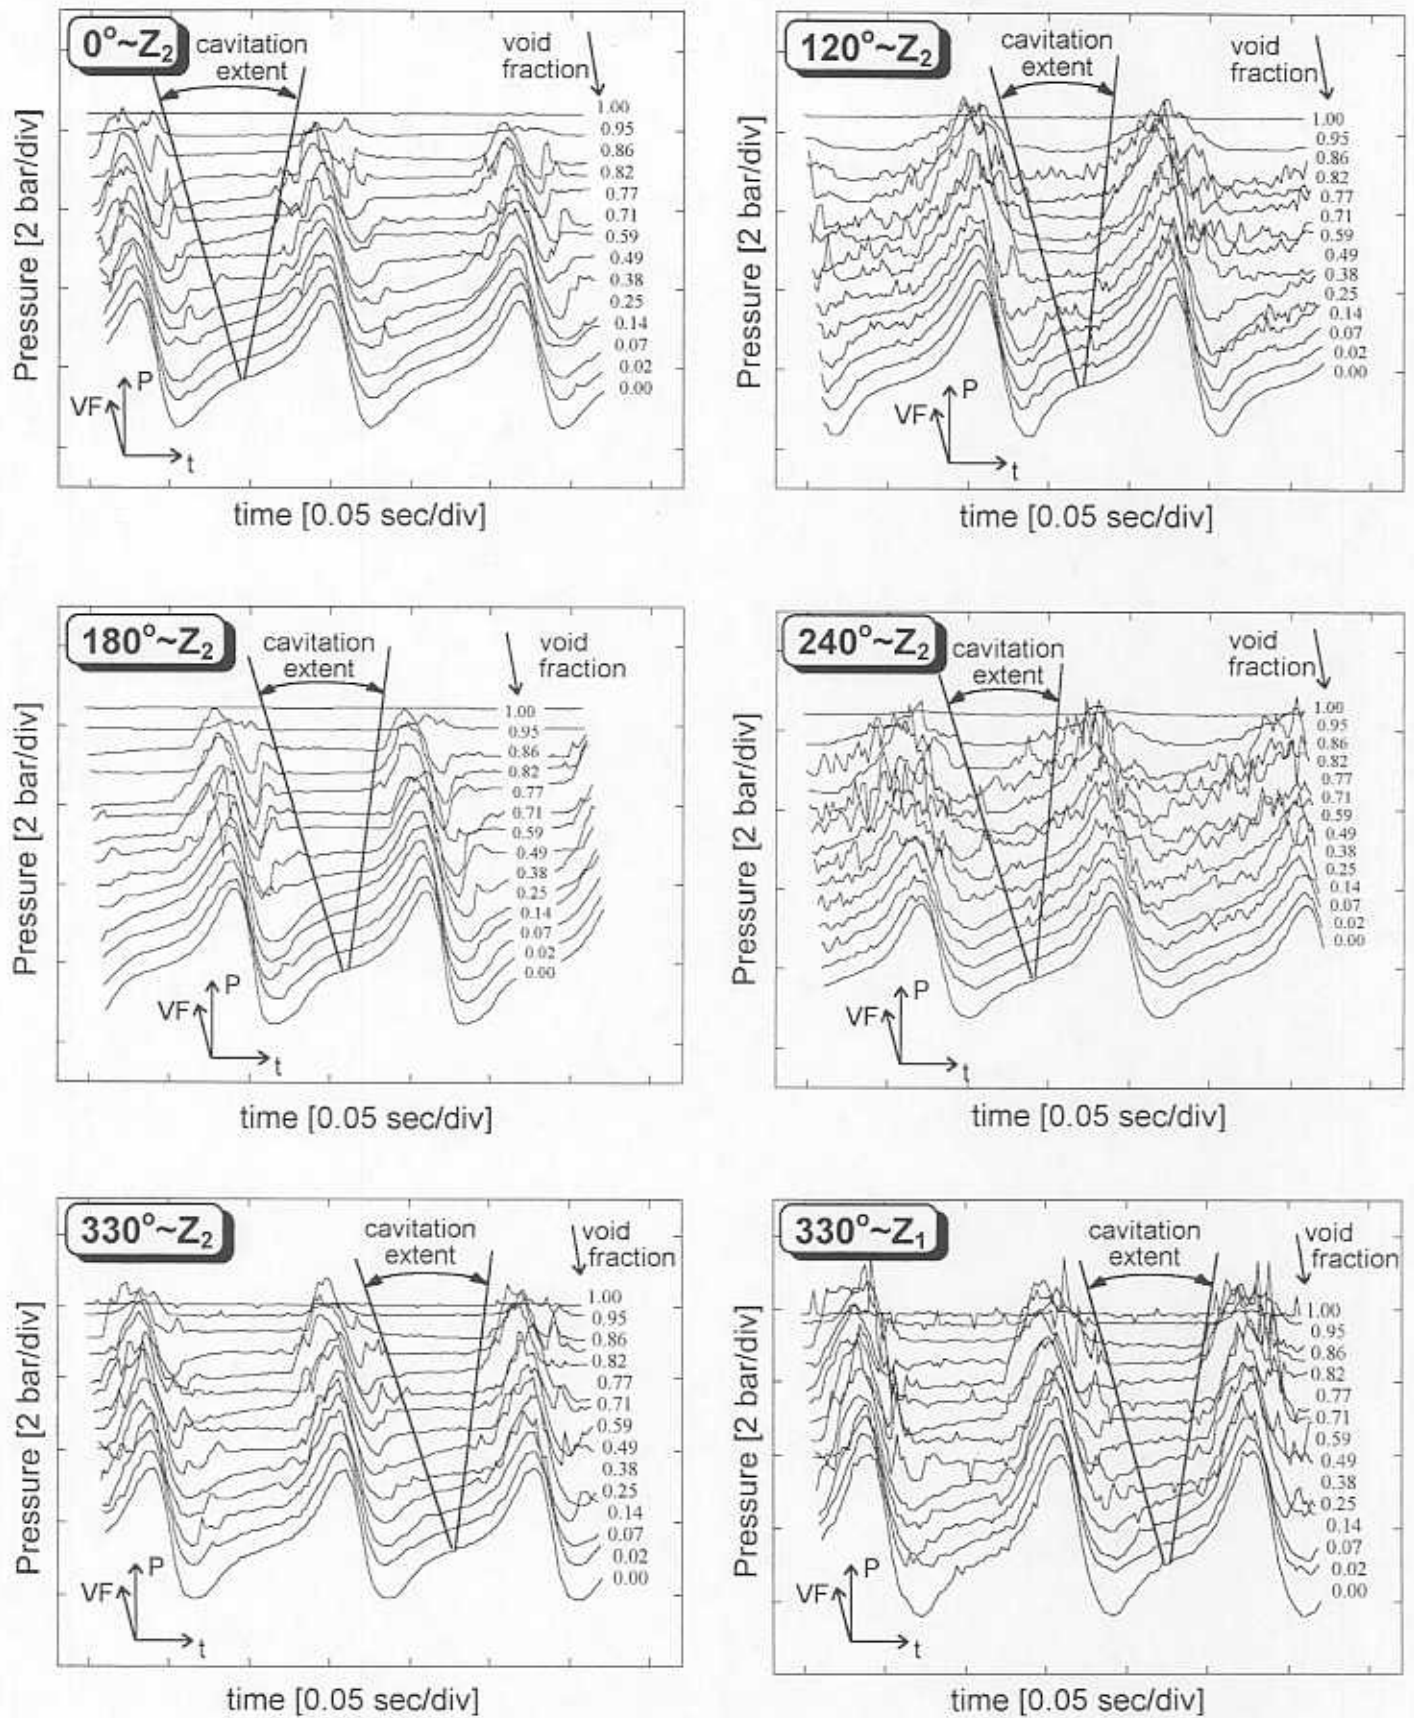 0°~Z₂
cavitation
extent
void
fraction
1.00
0.95
0.86
0.82
0.77
0.71
0.59
0.49
0.38
0.25
0.14
0.07
0.02
0.00
P
VF
t
Pressure [2 bar/div]
time [0.05 sec/div]
120°~Z₂
cavitation
extent
void
fraction
1.00
0.95
0.86
0.82
0.77
0.71
0.59
0.49
0.38
0.25
0.14
0.07
0.02
0.00
P
VF
t
Pressure [2 bar/div]
time [0.05 sec/div]
180°~Z₂
cavitation
extent
void
fraction
1.00
0.95
0.86
0.82
0.77
0.71
0.59
0.49
0.38
0.25
0.14
0.07
0.02
0.00
P
VF
t
Pressure [2 bar/div]
time [0.05 sec/div]
240°~Z₂
cavitation
extent
void
fraction
1.00
0.95
0.86
0.82
0.77
0.71
0.59
0.49
0.38
0.25
0.14
0.07
0.02
0.00
P
VF
t
Pressure [2 bar/div]
time [0.05 sec/div]
330°~Z₂
cavitation
extent
void
fraction
1.00
0.95
0.86
0.82
0.77
0.71
0.59
0.49
0.38
0.25
0.14
0.07
0.02
0.00
P
VF
t
Pressure [2 bar/div]
time [0.05 sec/div]
330°~Z₁
cavitation
extent
void
fraction
1.00
0.95
0.86
0.82
0.77
0.71
0.59
0.49
0.38
0.25
0.14
0.07
0.02
0.00
P
VF
t
Pressure [2 bar/div]
time [0.05 sec/div]